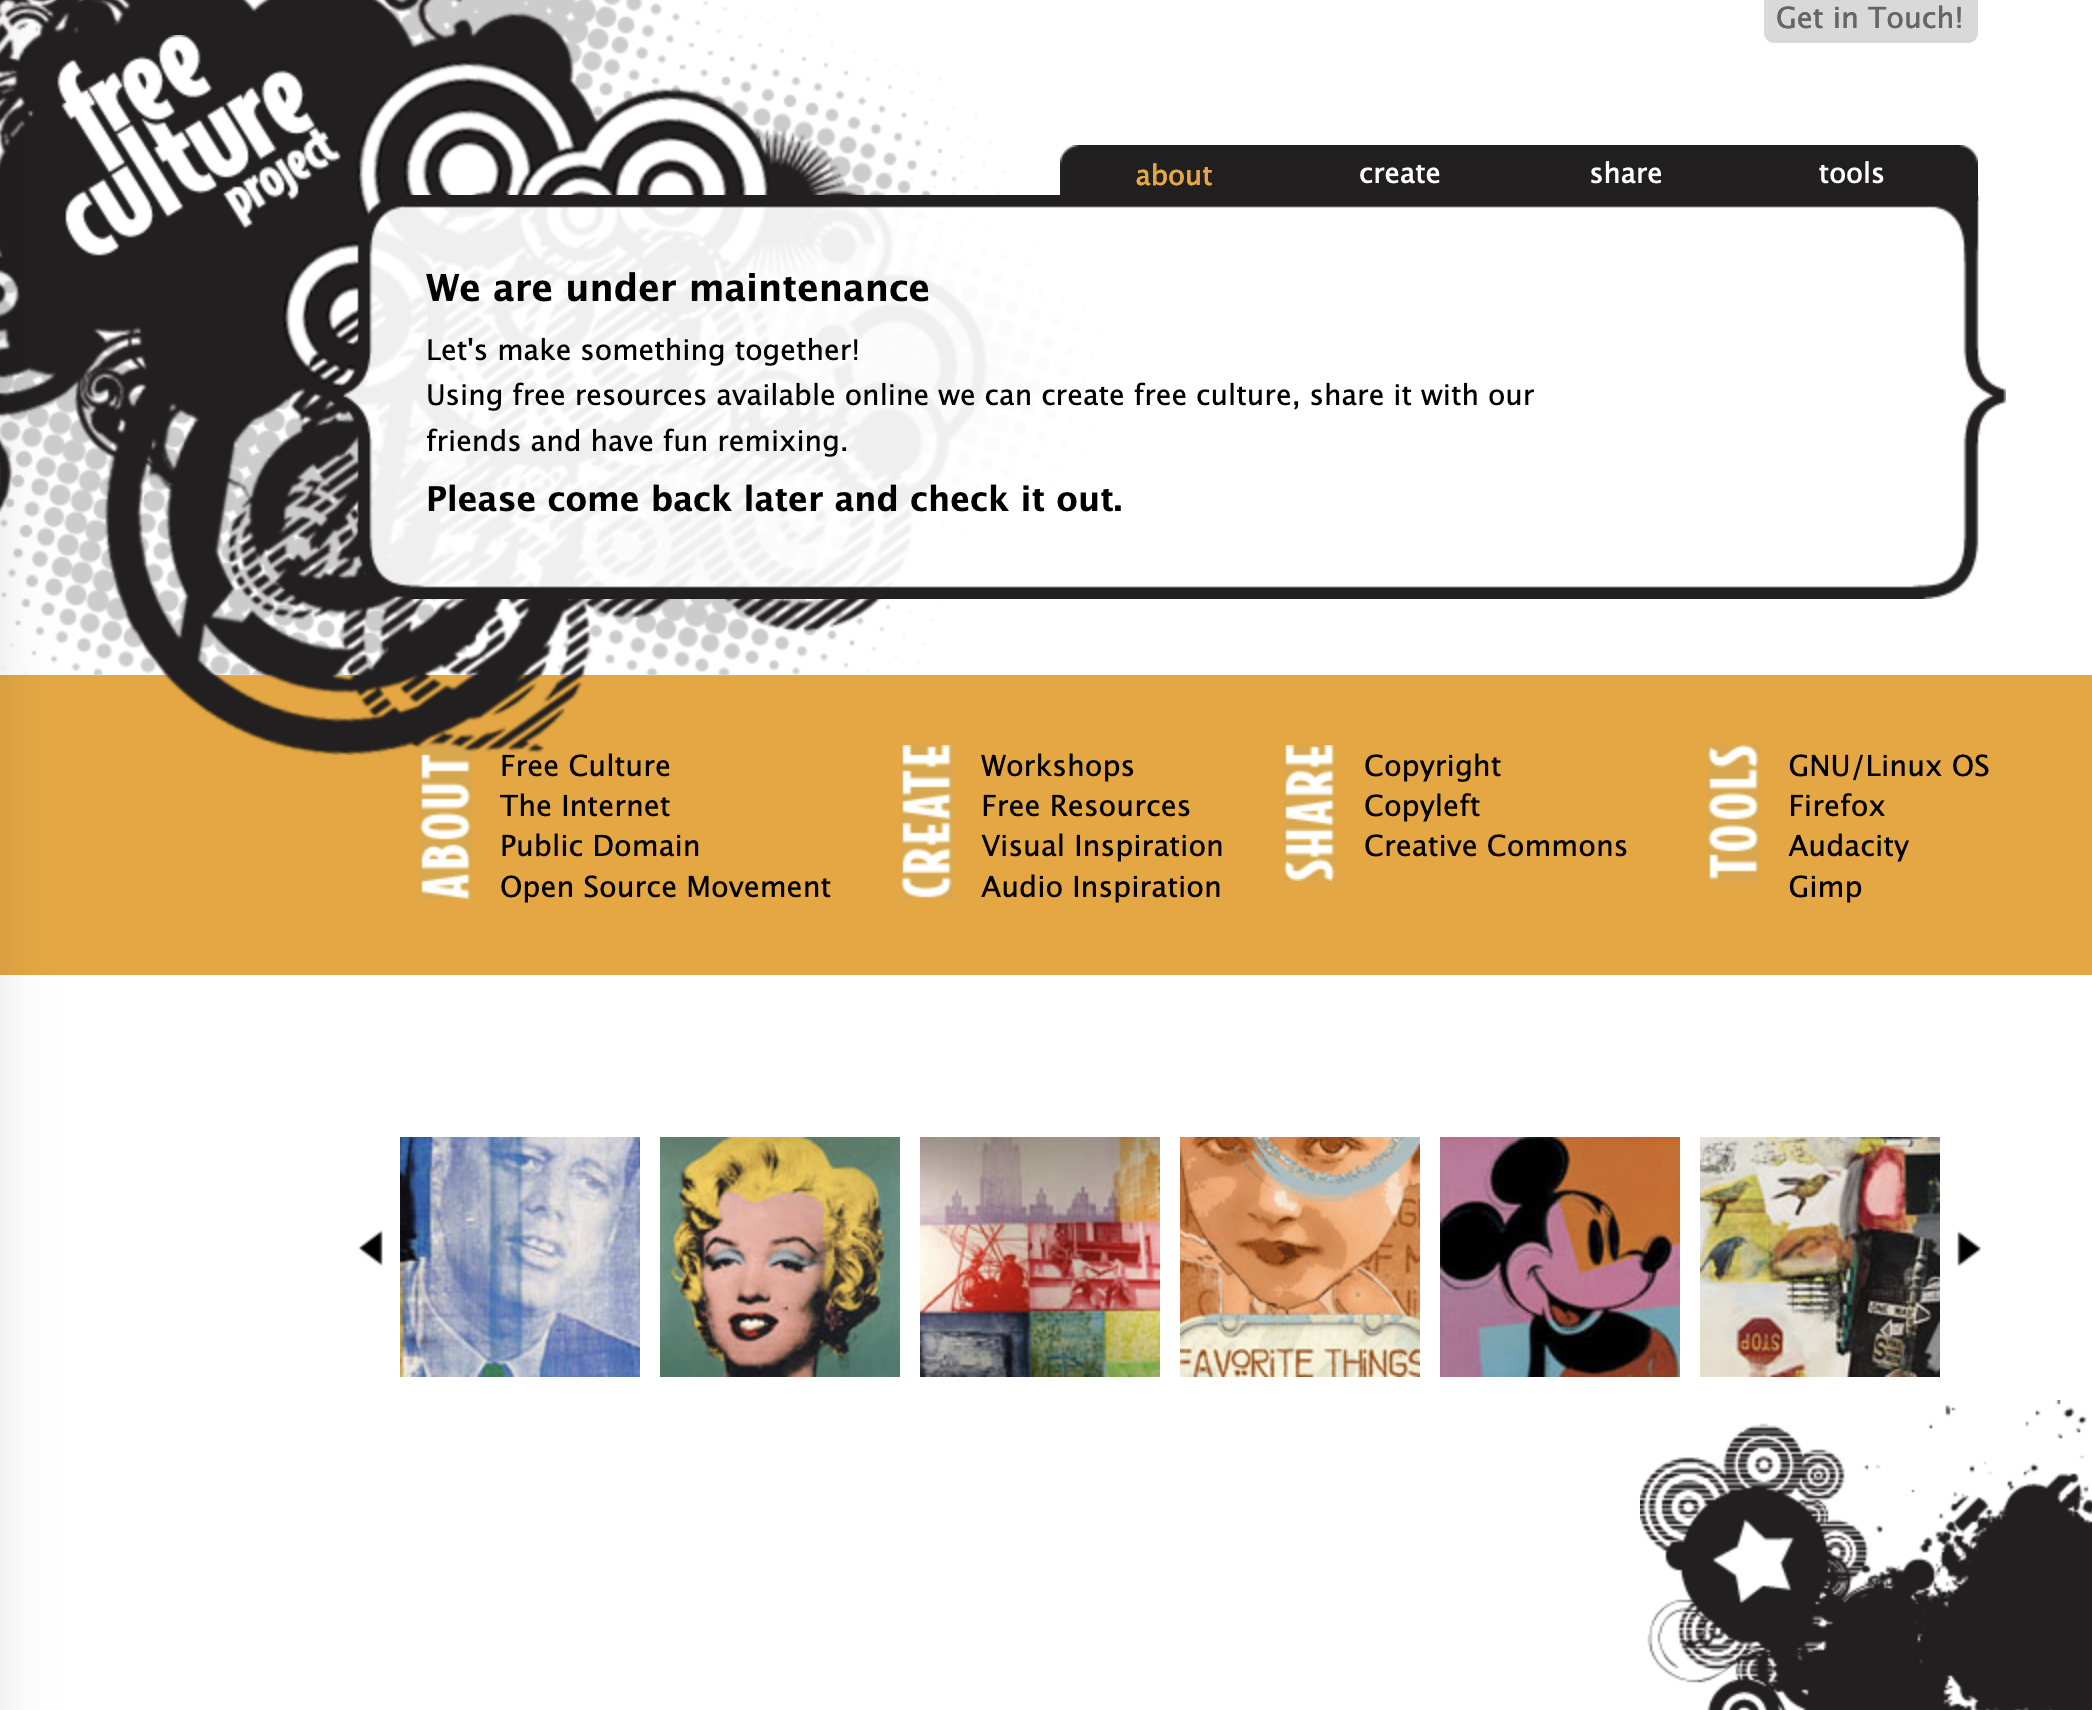 Get in Touch!
free
culture
project
about create share tools
We are under maintenance
Let's make something together!
Using free resources available online we can create free culture, share it with our
friends and have fun remixing.
Please come back later and check it out.
ABOUT
Free Culture
The Internet
Public Domain
Open Source Movement
CREATE
Workshops
Free Resources
Visual Inspiration
Audio Inspiration
SHARE
Copyright
Copyleft
Creative Commons
TOOLS
GNU/Linux OS
Firefox
Audacity
Gimp
FAVORiTE THiNGS
ONE WAY
STOP